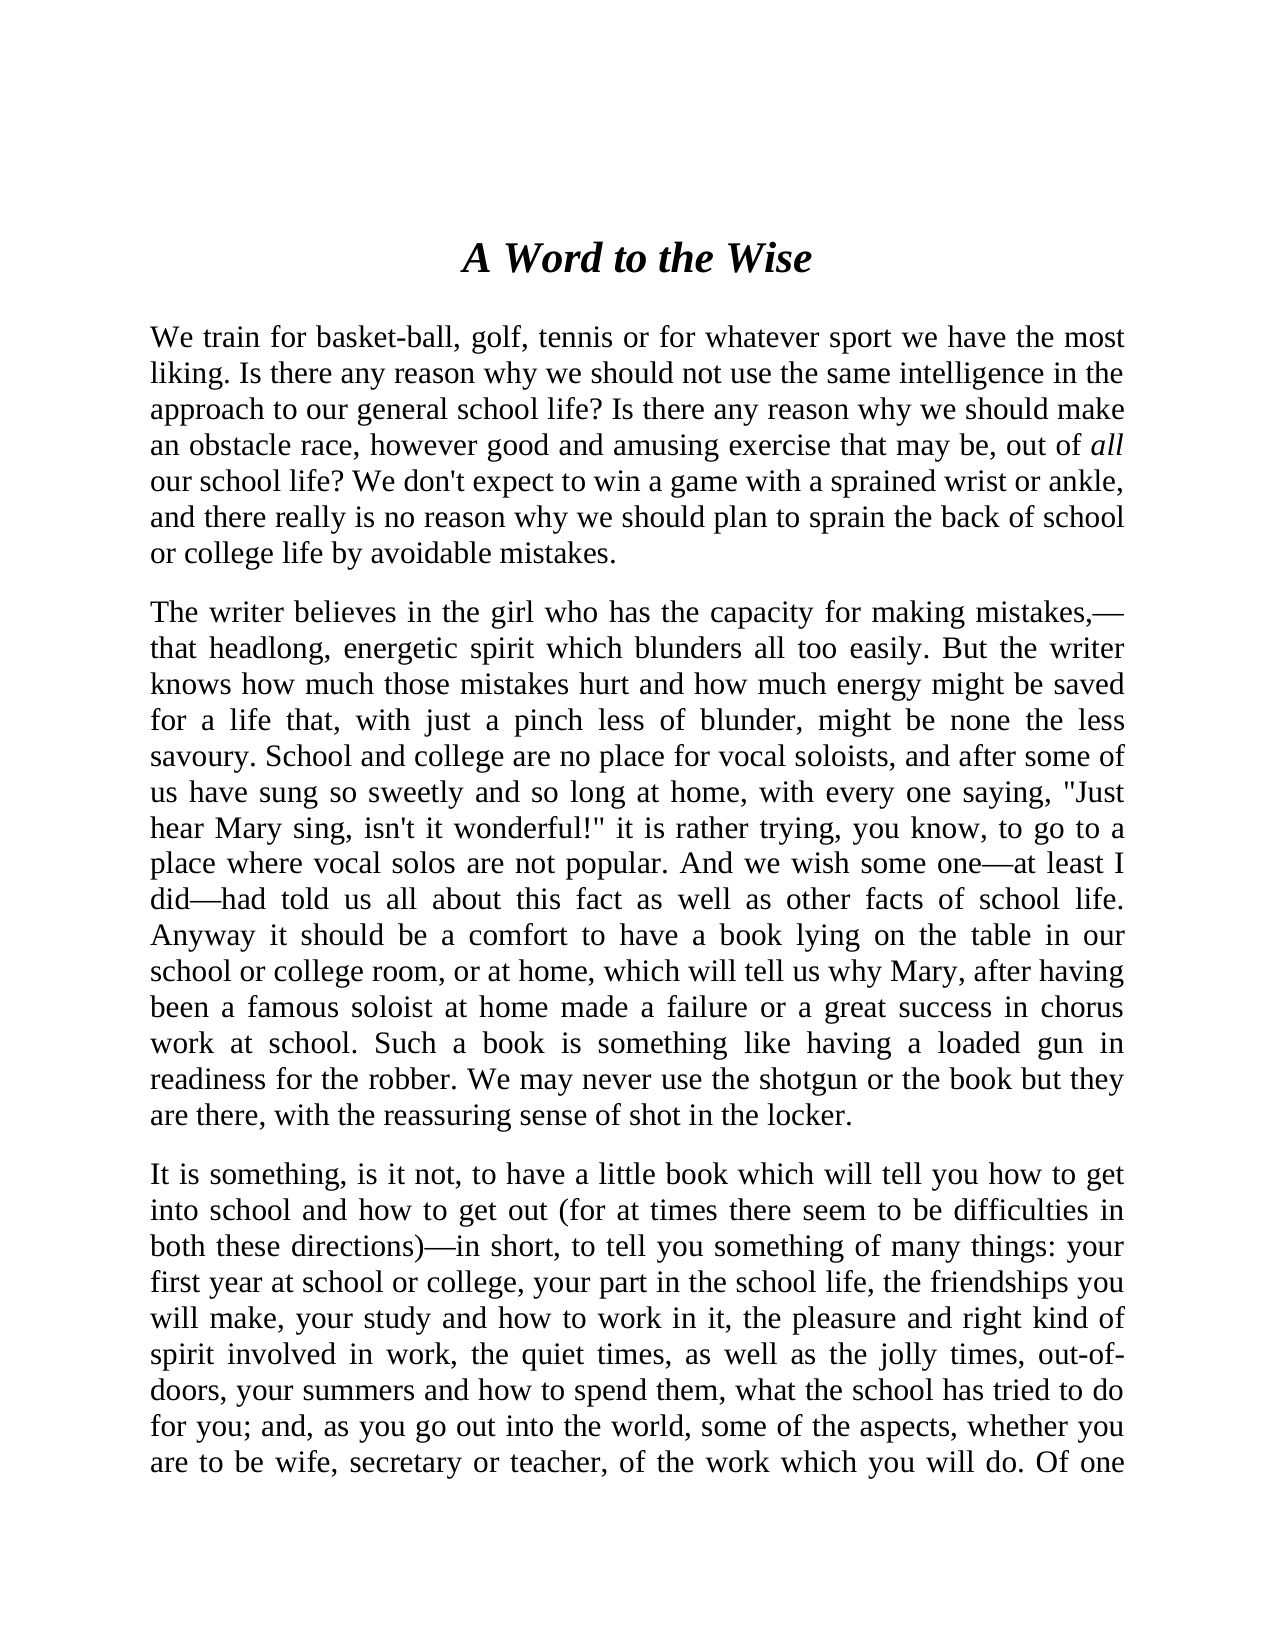 A Word to the Wise
We train for basket-ball, golf, tennis or for whatever sport we have the most
liking. Is there any reason why we should not use the same intelligence in the
approach to our general school life? Is there any reason why we should make
an obstacle race, however good and amusing exercise that may be, out of all
our school life? We don't expect to win a game with a sprained wrist or ankle,
and there really is no reason why we should plan to sprain the back of school
or college life by avoidable mistakes.
The writer believes in the girl who has the capacity for making mistakes,—
that headlong, energetic spirit which blunders all too easily. But the writer
knows how much those mistakes hurt and how much energy might be saved
for a life that, with just a pinch less of blunder, might be none the less
savoury. School and college are no place for vocal soloists, and after some of
us have sung so sweetly and so long at home, with every one saying, "Just
hear Mary sing, isn't it wonderful!" it is rather trying, you know, to go to a
place where vocal solos are not popular. And we wish some one—at least I
did—had told us all about this fact as well as other facts of school life.
Anyway it should be a comfort to have a book lying on the table in our
school or college room, or at home, which will tell us why Mary, after having
been a famous soloist at home made a failure or a great success in chorus
work at school. Such a book is something like having a loaded gun in
readiness for the robber. We may never use the shotgun or the book but they
are there, with the reassuring sense of shot in the locker.
It is something, is it not, to have a little book which will tell you how to get
into school and how to get out (for at times there seem to be difficulties in
both these directions)—in short, to tell you something of many things: your
first year at school or college, your part in the school life, the friendships you
will make, your study and how to work in it, the pleasure and right kind of
spirit involved in work, the quiet times, as well as the jolly times, out-of-
doors, your summers and how to spend them, what the school has tried to do
for you; and, as you go out into the world, some of the aspects, whether you
are to be wife, secretary or teacher, of the work which you will do. Of one